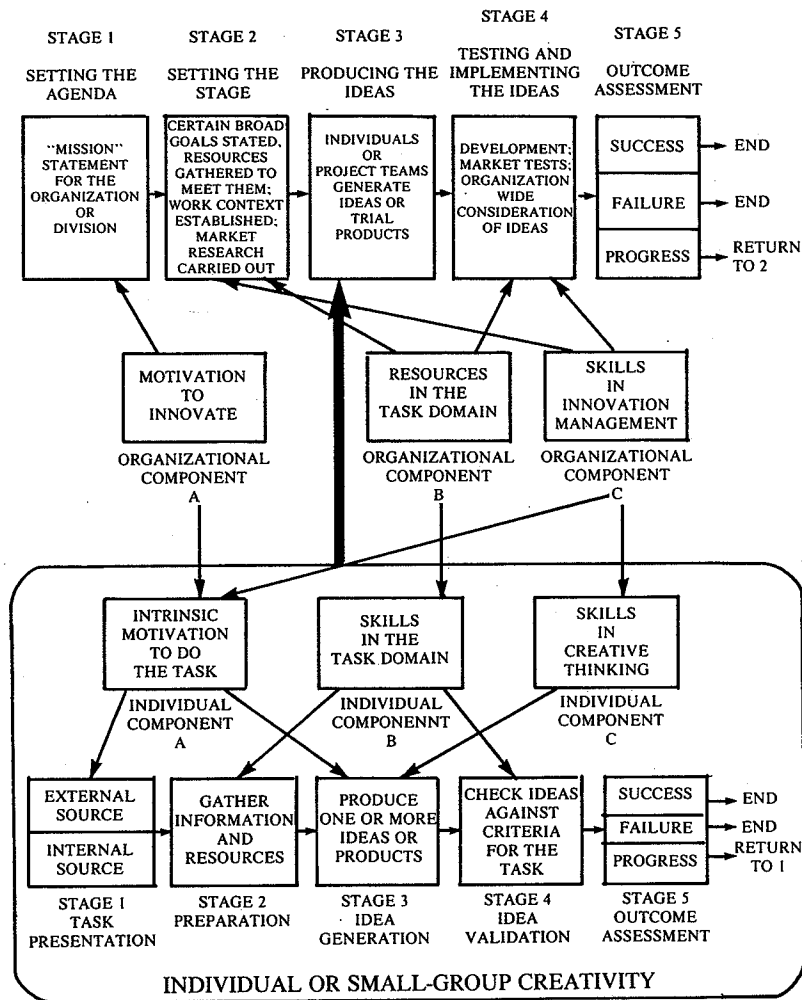 STAGE 1
SETTING THE
AGENDA
STAGE 2
SETTING THE
STAGE
STAGE 3
PRODUCING THE
IDEAS
STAGE 4
TESTING AND
IMPLEMENTING
THE IDEAS
STAGE 5
OUTCOME
ASSESSMENT
"MISSION"
STATEMENT
FOR THE
ORGANIZATION
OR
DIVISION
CERTAIN BROAD
GOALS STATED,
RESOURCES
GATHERED TO
MEET THEM;
WORK CONTEXT
ESTABLISHED;
MARKET
RESEARCH
CARRIED OUT
INDIVIDUALS
OR
PROJECT TEAMS
GENERATE
IDEAS OR
TRIAL
PRODUCTS
DEVELOPMENT;
MARKET TESTS;
ORGANIZATION
WIDE
CONSIDERATION
OF IDEAS
SUCCESS
END
FAILURE
END
PROGRESS
RETURN
TO 2
MOTIVATION
TO
INNOVATE
ORGANIZATIONAL
COMPONENT
A
RESOURCES
IN THE
TASK DOMAIN
ORGANIZATIONAL
COMPONENT
B
SKILLS
IN
INNOVATION
MANAGEMENT
ORGANIZATIONAL
COMPONENT
C
INTRINSIC
MOTIVATION
TO DO
THE TASK
INDIVIDUAL
COMPONENT
A
SKILLS
IN THE
TASK DOMAIN
INDIVIDUAL
COMPONENNT
B
SKILLS
IN
CREATIVE
THINKING
INDIVIDUAL
COMPONENT
C
EXTERNAL
SOURCE
INTERNAL
SOURCE
STAGE 1
TASK
PRESENTATION
GATHER
INFORMATION
AND
RESOURCES
STAGE 2
PREPARATION
PRODUCE
ONE OR MORE
IDEAS OR
PRODUCTS
STAGE 3
IDEA
GENERATION
CHECK IDEAS
AGAINST
CRITERIA
FOR THE
TASK
STAGE 4
IDEA
VALIDATION
SUCCESS
END
FAILURE
END
PROGRESS
RETURN
TO 1
STAGE 5
OUTCOME
ASSESSMENT
INDIVIDUAL OR SMALL-GROUP CREATIVITY